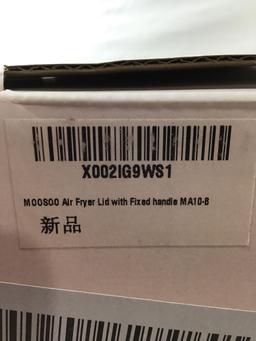 X002IG9WS1
MOOSOO Air Fryer Lid with Fixed handle MA10-B
新品